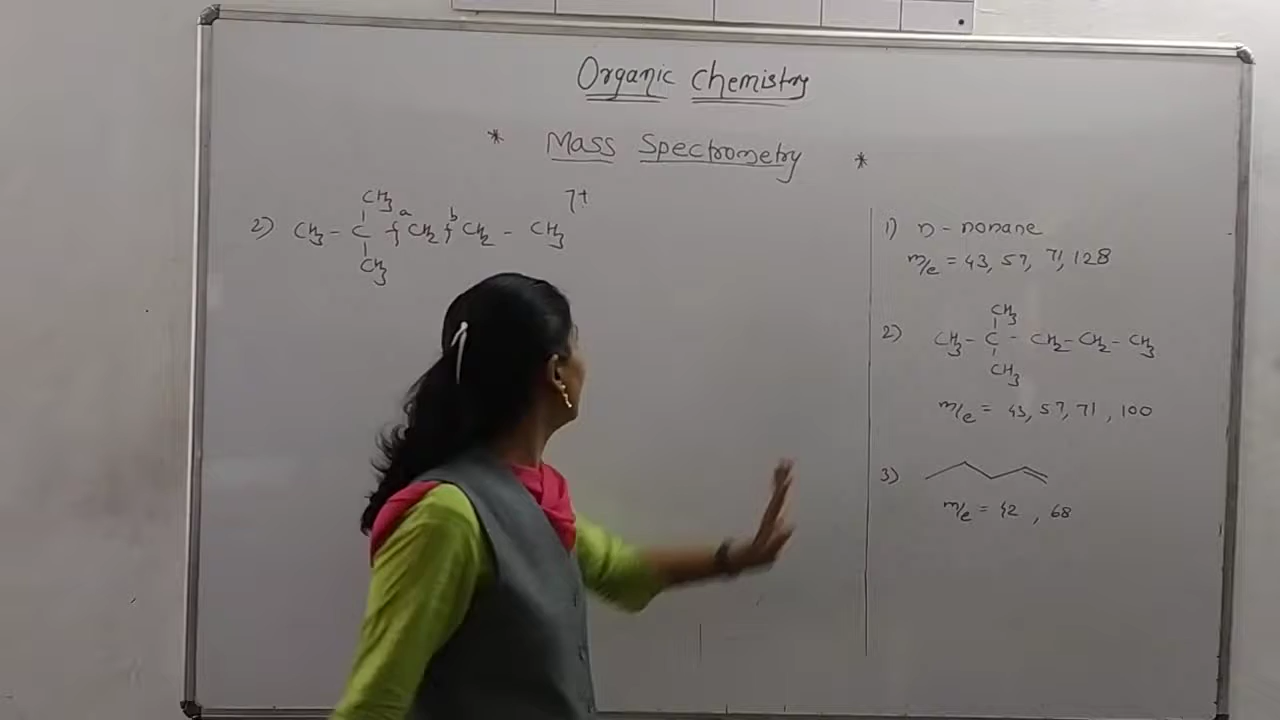 Organic Chemistry
* Mass Spectrometry *
CH3 ⌉+
2) CH3 - C ⌇a CH2 ⌇b CH2 - CH3
CH3
1) n - nonane
m/e = 43, 57, 71, 128
CH3
2) CH3 - C - CH2 - CH2 - CH3
CH3
m/e = 43, 57, 71, 100
3)
m/e = 42, 68